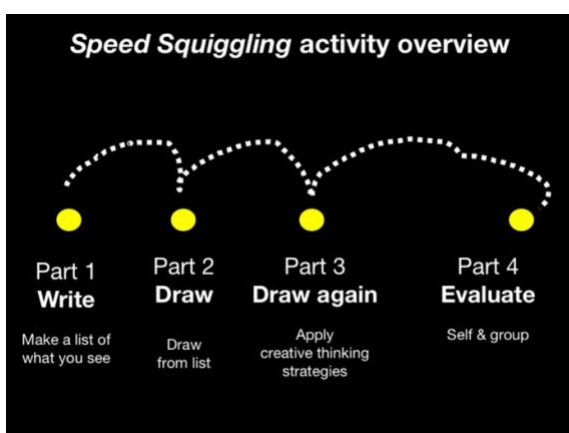 Speed Squiggling activity overview
Part 1
Write
Make a list of
what you see
Part 2
Draw
Draw
from list
Part 3
Draw again
Apply
creative thinking
strategies
Part 4
Evaluate
Self & group